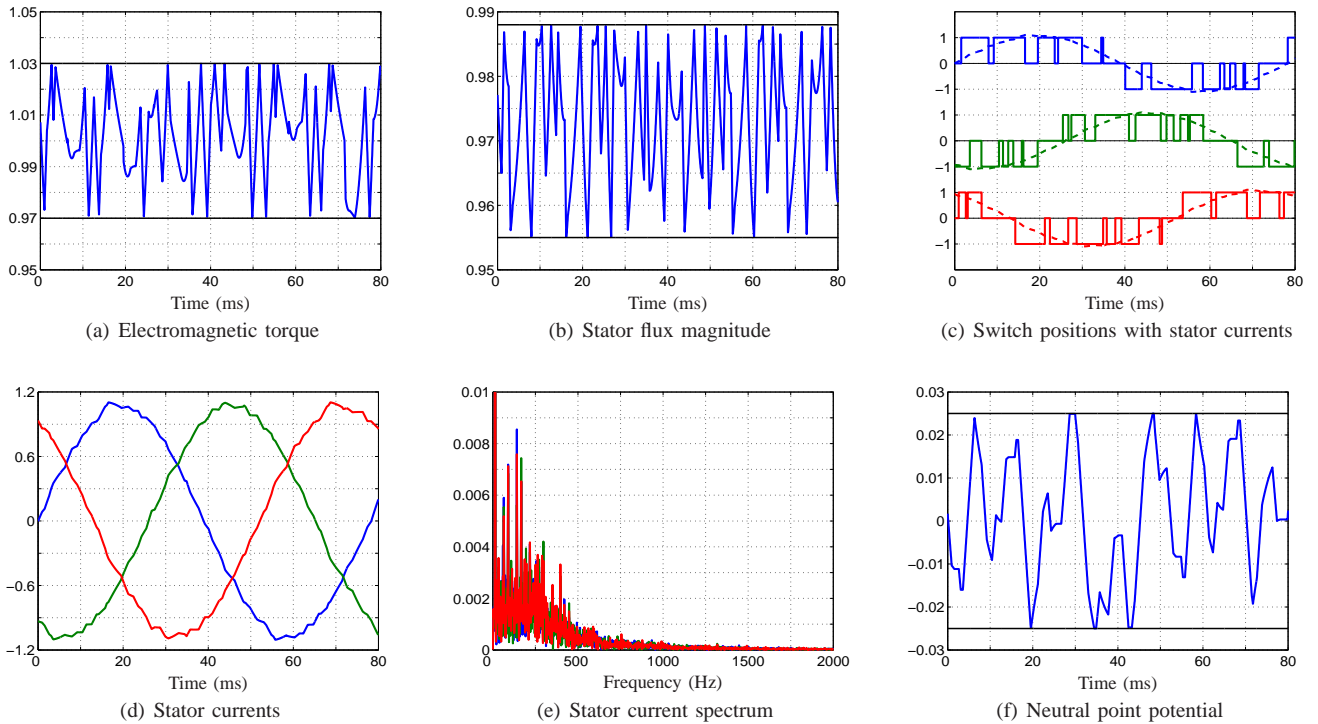 1.05
1.03
1.01
0.99
0.97
0.95
0 20 40 60 80
Time (ms)
(a) Electromagnetic torque
0.99
0.98
0.97
0.96
0.95
0 20 40 60 80
Time (ms)
(b) Stator flux magnitude
1
0
−1
1
0
−1
1
0
−1
0 20 40 60 80
Time (ms)
(c) Switch positions with stator currents
1.2
0.6
0
−0.6
−1.2
0 20 40 60 80
Time (ms)
(d) Stator currents
0.01
0.008
0.006
0.004
0.002
0
0 500 1000 1500 2000
Frequency (Hz)
(e) Stator current spectrum
0.03
0.02
0.01
0
−0.01
−0.02
−0.03
0 20 40 60 80
Time (ms)
(f) Neutral point potential